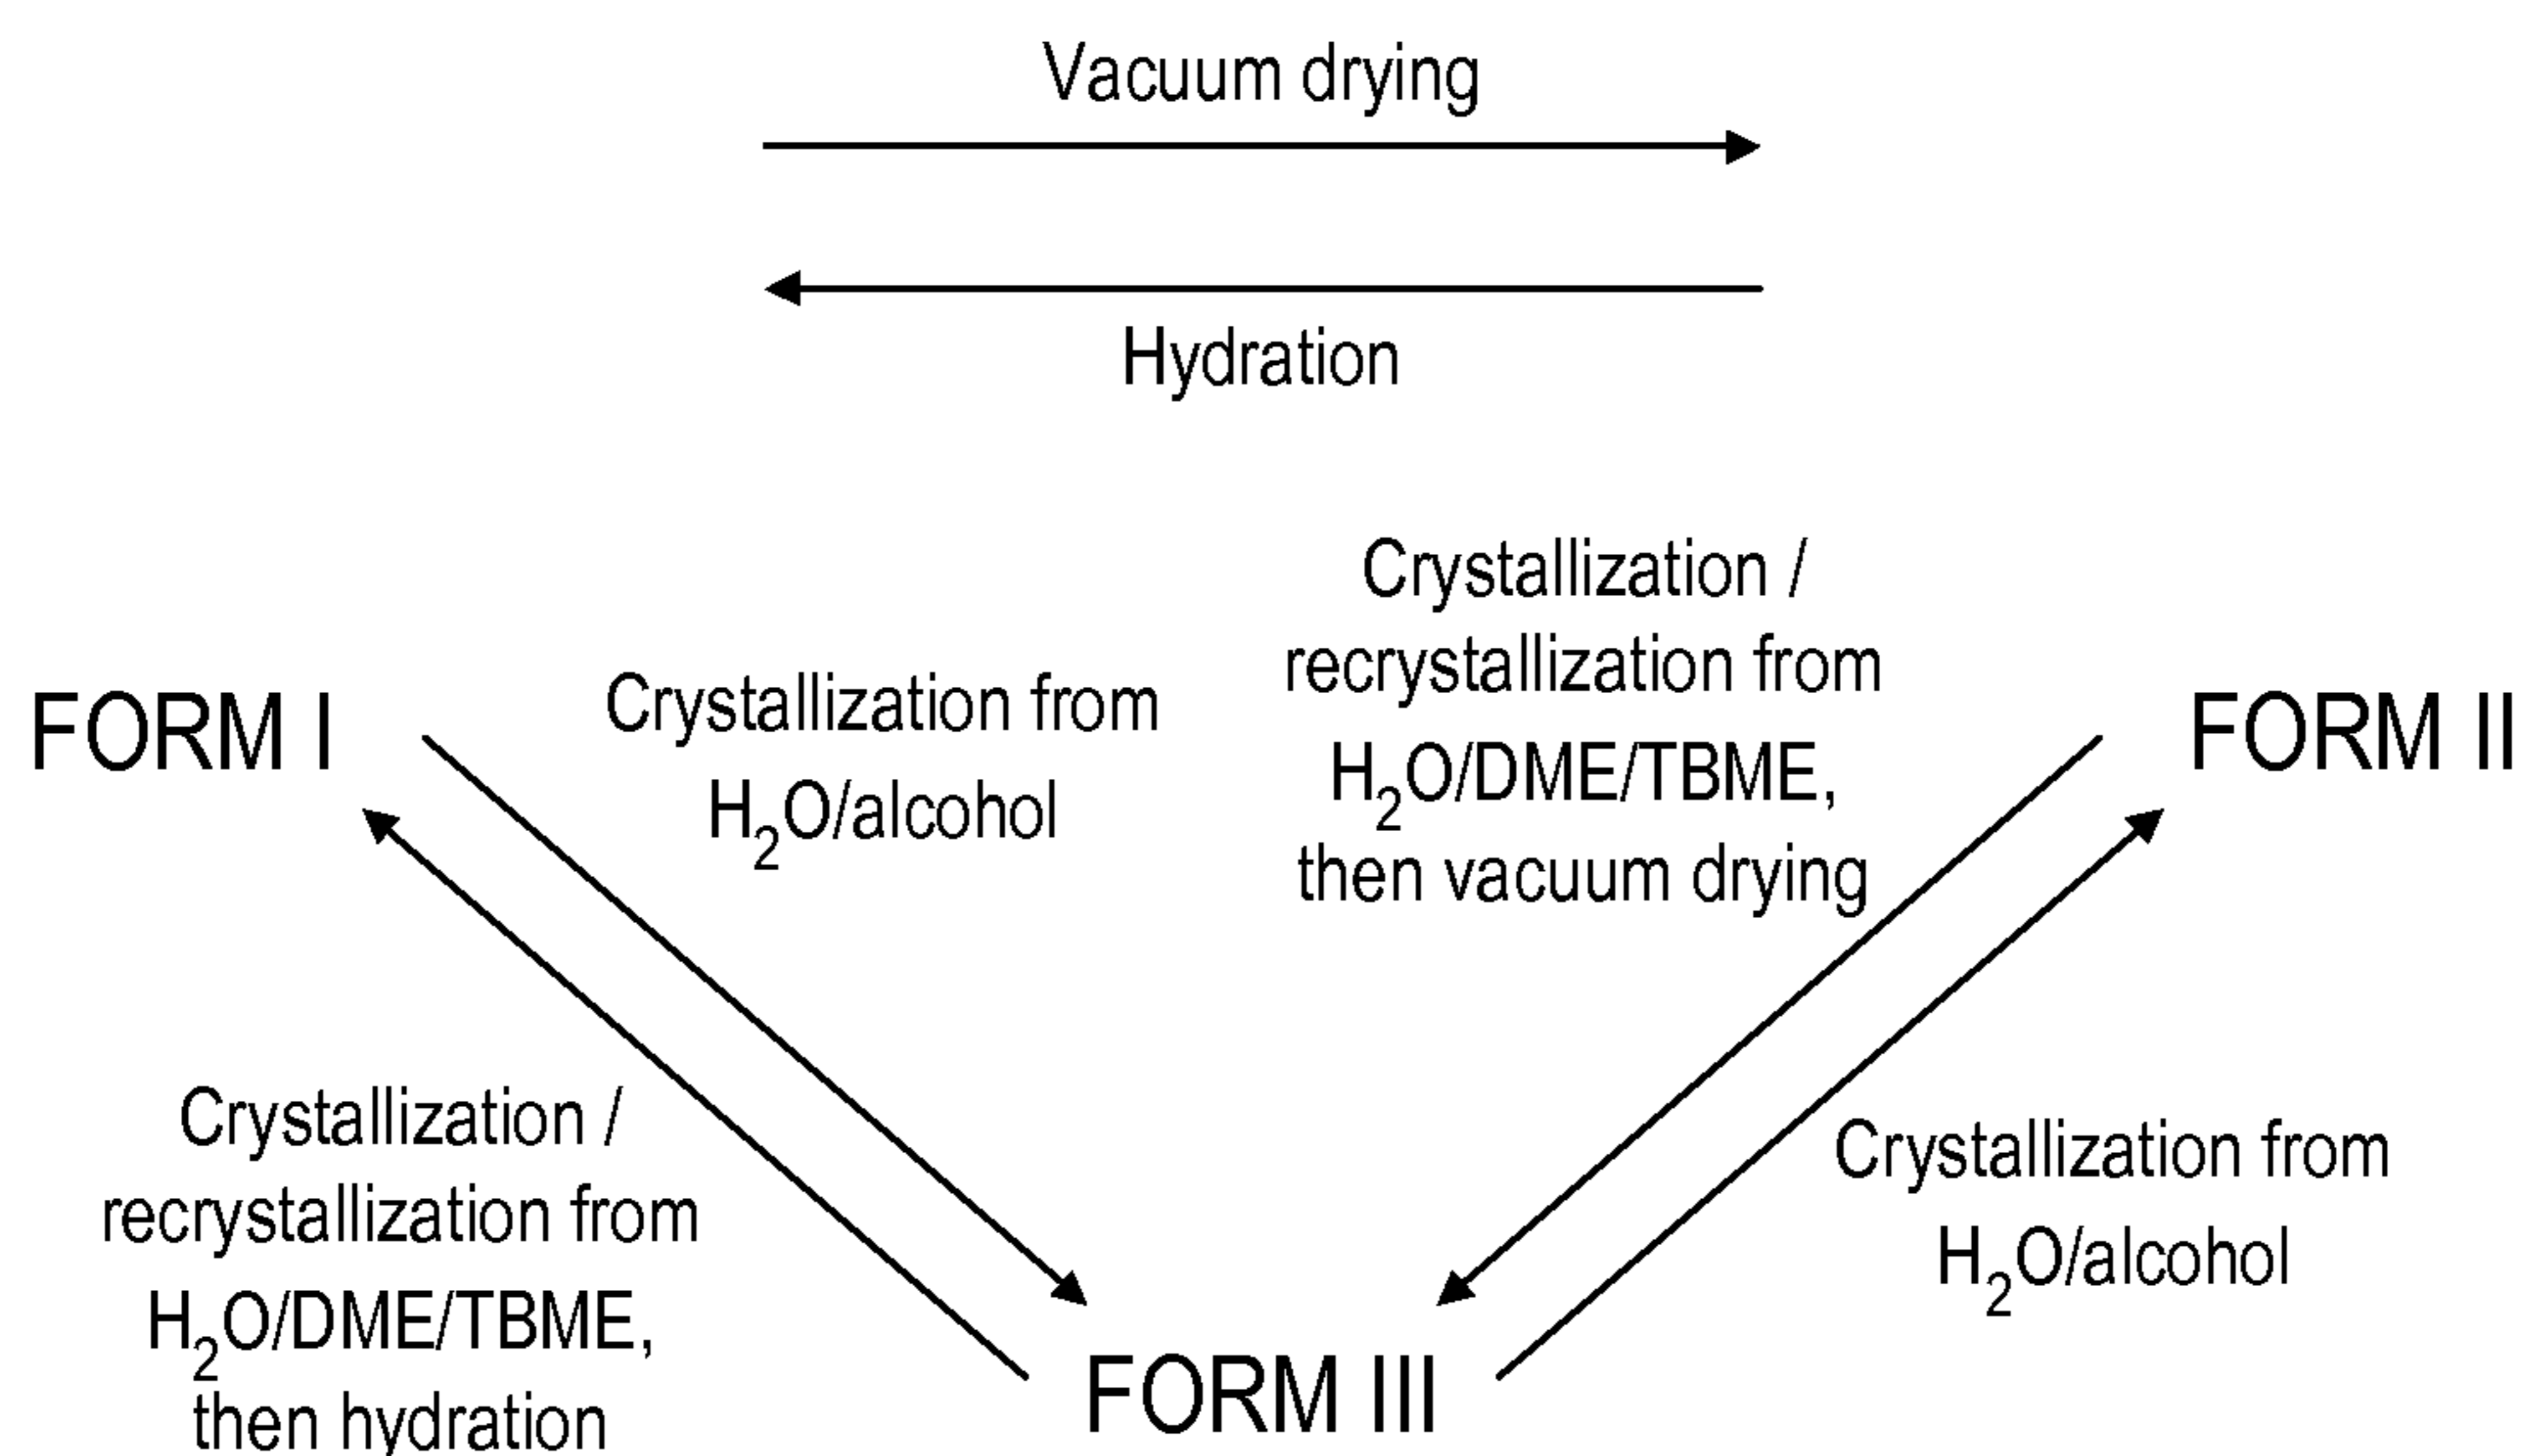 Vacuum drying
Hydration
Crystallization /
recrystallization from
H₂O/DME/TBME,
then vacuum drying
FORM I
Crystallization from
H₂O/alcohol
FORM II
Crystallization /
recrystallization from
H₂O/DME/TBME,
then hydration
Crystallization from
H₂O/alcohol
FORM III